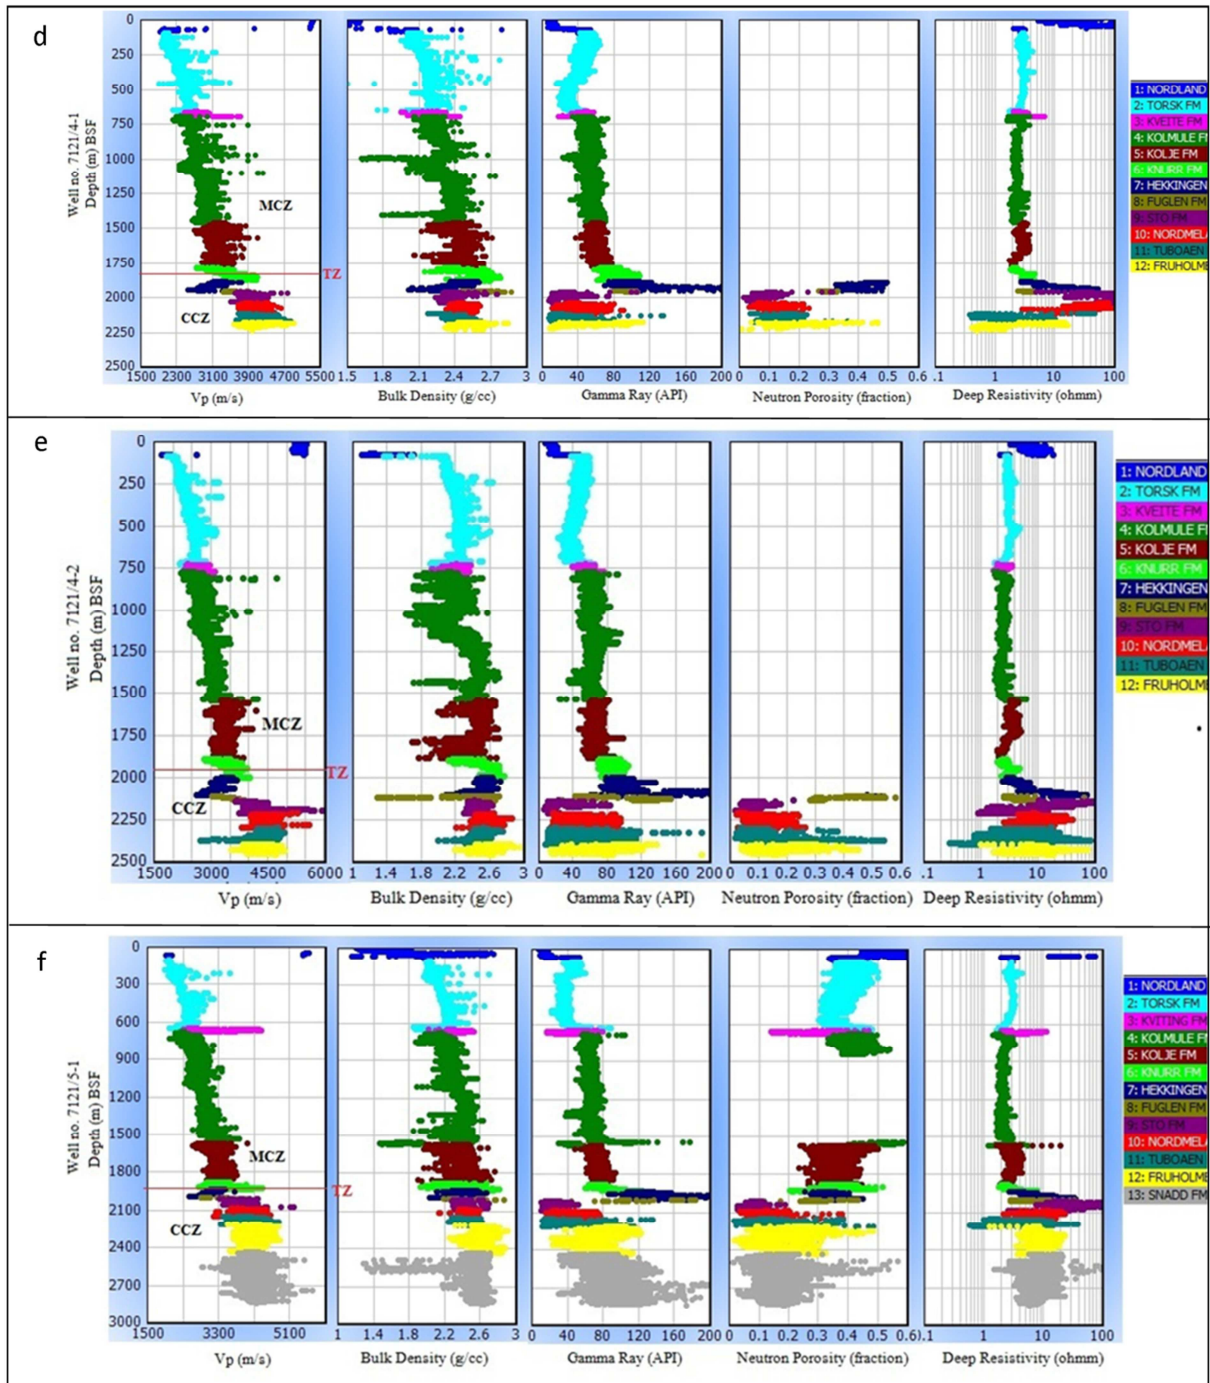 d
Well no. 7121/4-1
Depth (m) BSF
0
250
500
750
1000
1250
1500
1750
2000
2250
2500
MCZ
TZ
CCZ
1500 2300 3100 3900 4700 5500
Vp (m/s)
1.5 1.8 2.1 2.4 2.7 3
Bulk Density (g/cc)
0 40 80 120 160 200
Gamma Ray (API)
0 0.1 0.2 0.3 0.4 0.5 0.6
Neutron Porosity (fraction)
.1 1 10 100
Deep Resistivity (ohmm)
1: NORDLAND
2: TORSK FM
3: KVEITE FM
4: KOLMULE FM
5: KOLJE FM
6: KNURR FM
7: HEKKINGEN
8: FUGLEN FM
9: STO FM
10: NORDMELA
11: TUBOAEN
12: FRUHOLME
e
Well no. 7121/4-2
Depth (m) BSF
0
250
500
750
1000
1250
1500
1750
2000
2250
2500
MCZ
TZ
CCZ
1500 3000 4500 6000
Vp (m/s)
1 1.4 1.8 2.2 2.6 3
Bulk Density (g/cc)
0 40 80 120 160 200
Gamma Ray (API)
0 0.1 0.2 0.3 0.4 0.5 0.6
Neutron Porosity (fraction)
.1 1 10 100
Deep Resistivity (ohmm)
1: NORDLAND
2: TORSK FM
3: KVEITE FM
4: KOLMULE F
5: KOLJE FM
6: KNURR FM
7: HEKKINGEN
8: FUGLEN FM
9: STO FM
10: NORDMELA
11: TUBOAEN
12: FRUHOLME
f
Well no. 7121/5-1
Depth (m) BSF
0
300
600
900
1200
1500
1800
2100
2400
2700
3000
MCZ
TZ
CCZ
1500 3300 5100
Vp (m/s)
1 1.4 1.8 2.2 2.6 3
Bulk Density (g/cc)
0 40 80 120 160 200
Gamma Ray (API)
0 0.1 0.2 0.3 0.4 0.5 0.6
Neutron Porosity (fraction)
.1 1 10 100
Deep Resistivity (ohmm)
1: NORDLAND
2: TORSK FM
3: KVITING FM
4: KOLMULE F
5: KOLJE FM
6: KNURR FM
7: HEKKINGEN
8: FUGLEN FM
9: STO FM
10: NORDMELA
11: TUBOAEN
12: FRUHOLME
13: SNADD FM